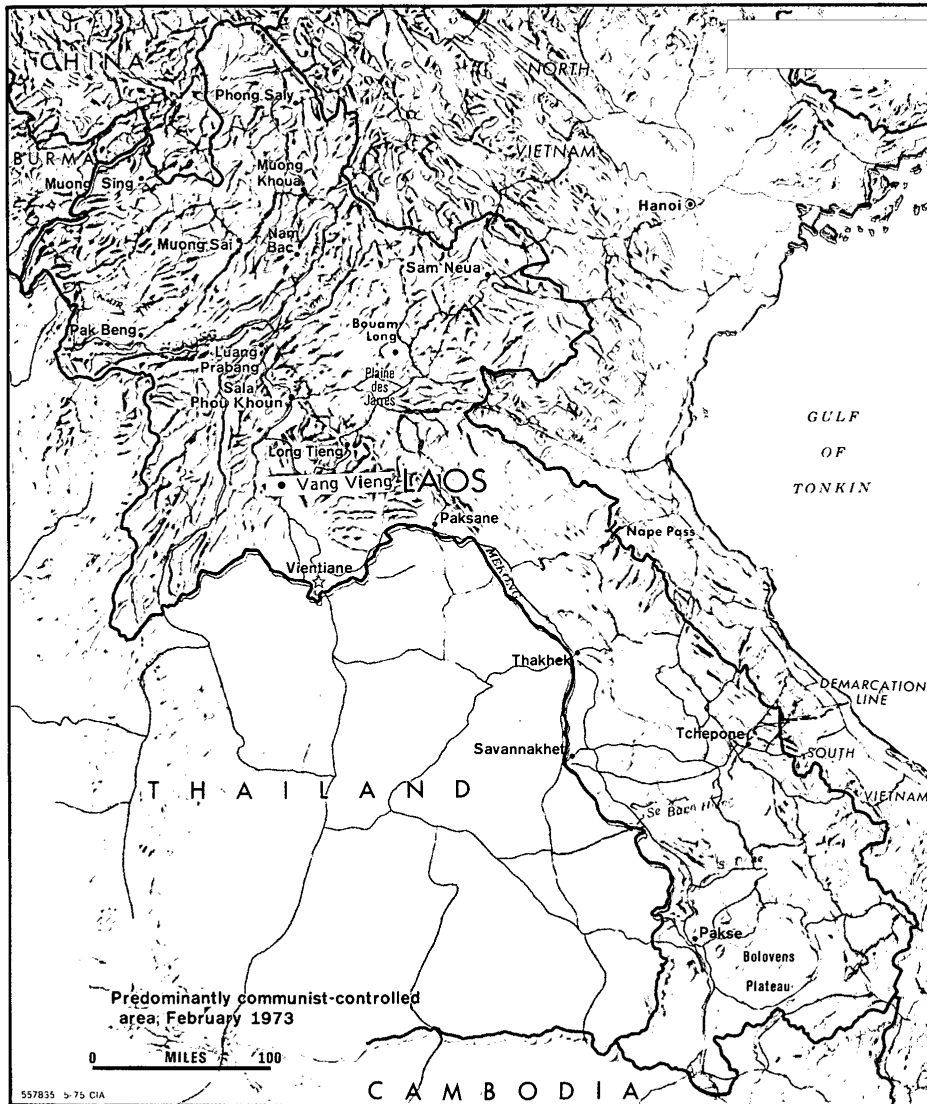 CHINA
NORTH
VIETNAM
Phong Saly
BURMA
Muong
Khoua
Muong Sing
Hanoi
Muong Sai
Nam
Bac
Sam Neua
Pak Beng
Bouam
Long
Luang
Prabang
Plaine
des
Jarres
Sala
Phou Khoun
GULF
OF
TONKIN
Long Tieng
Vang Vieng
LAOS
Paksane
Nape Pass
MEKONG
Vientiane
Thakhek
DEMARCATION
LINE
Tchepone
Savannakhet
SOUTH
VIETNAM
THAILAND
Se Bang Hieng
Pakse
Bolovens
Plateau
Predominantly communist-controlled
area, February 1973
0 MILES 100
557835 5-75 CIA
CAMBODIA